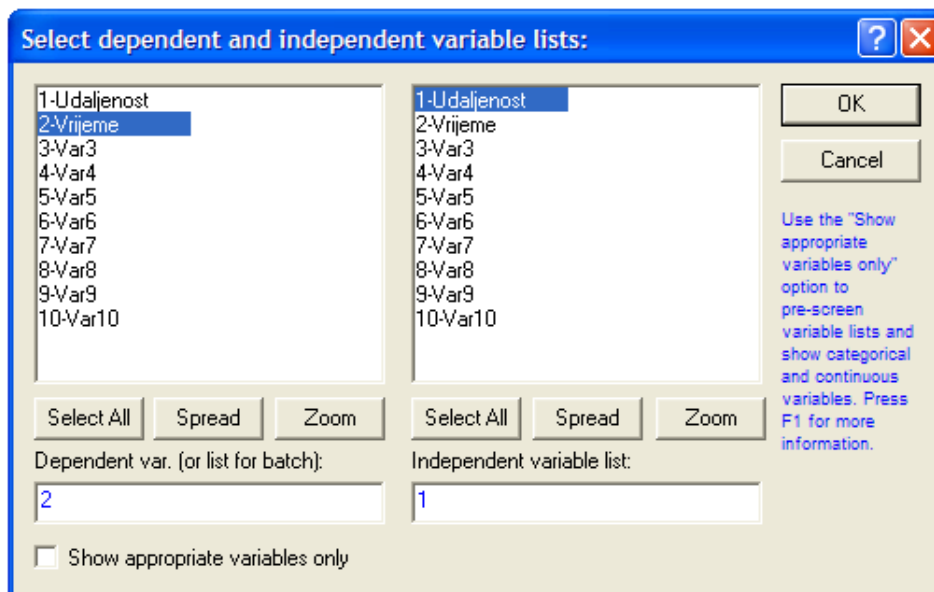 Select dependent and independent variable lists:
1-Udaljenost
2-Vrijeme
3-Var3
4-Var4
5-Var5
6-Var6
7-Var7
8-Var8
9-Var9
10-Var10
1-Udaljenost
2-Vrijeme
3-Var3
4-Var4
5-Var5
6-Var6
7-Var7
8-Var8
9-Var9
10-Var10
OK
Cancel
Use the "Show
appropriate
variables only"
option to
pre-screen
variable lists and
show categorical
and continuous
variables. Press
F1 for more
information.
Select All Spread Zoom
Select All Spread Zoom
Dependent var. (or list for batch):
2
Independent variable list:
1
Show appropriate variables only